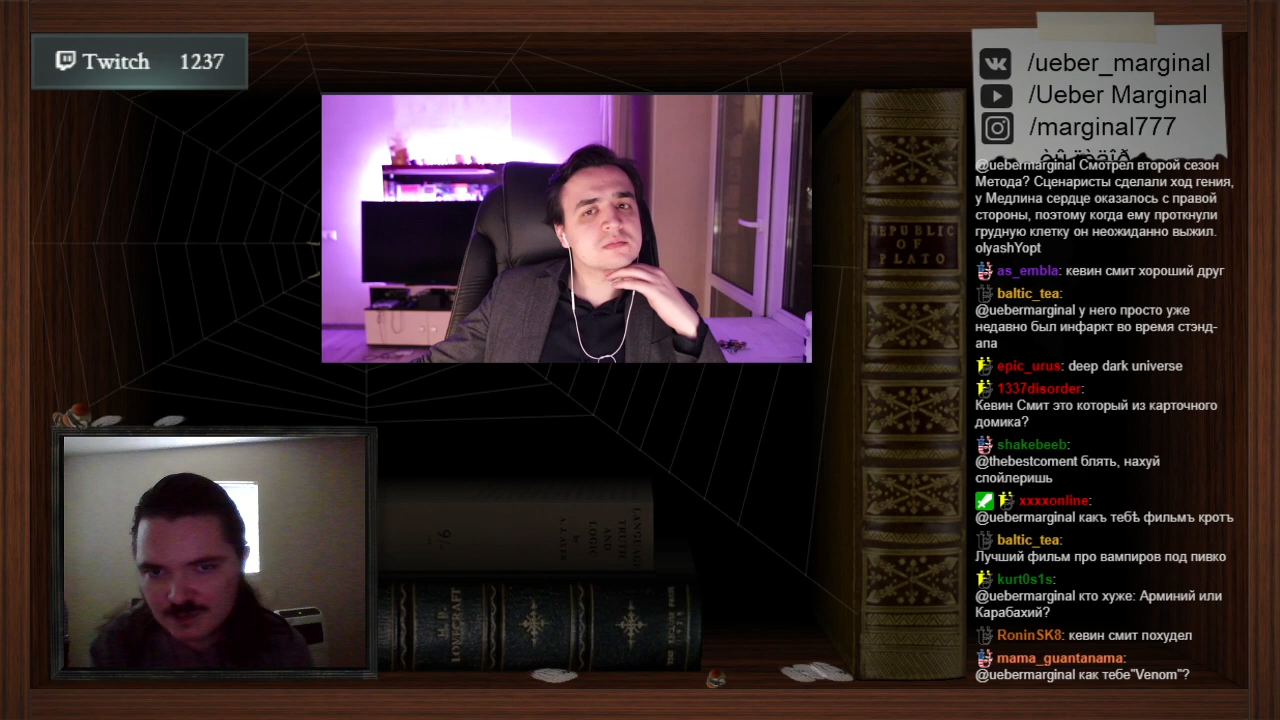 Twitch 1237
/ueber_marginal
/Ueber Marginal
/marginal777
@uebermarginal Смотрел второй сезон
Метода? Сценаристы сделали ход гения,
у Медлина сердце оказалось с правой
стороны, поэтому когда ему проткнули
грудную клетку он неожиданно выжил.
olyashYopt
as_embla: кевин смит хороший друг
baltic_tea:
@uebermarginal у него просто уже
недавно был инфаркт во время стэнд-
апа
epic_urus: deep dark universe
1337disorder:
Кевин Смит это который из карточного
домика?
shakebeeb:
@thebestcoment блять, нахуй
спойлеришь
xxxxonline:
@uebermarginal какъ тебѣ фильмъ кротъ
baltic_tea:
Лучший фильм про вампиров под пивко
kurt0s1s:
@uebermarginal кто хуже: Арминий или
Карабахий?
RoninSK8: кевин смит похудел
mama_guantanama:
@uebermarginal как тебе"Venom"?
REPUBLIC
OF
PLATO
LANGUAGE
TRUTH
AND
LOGIC
H.P.
LOVECRAFT